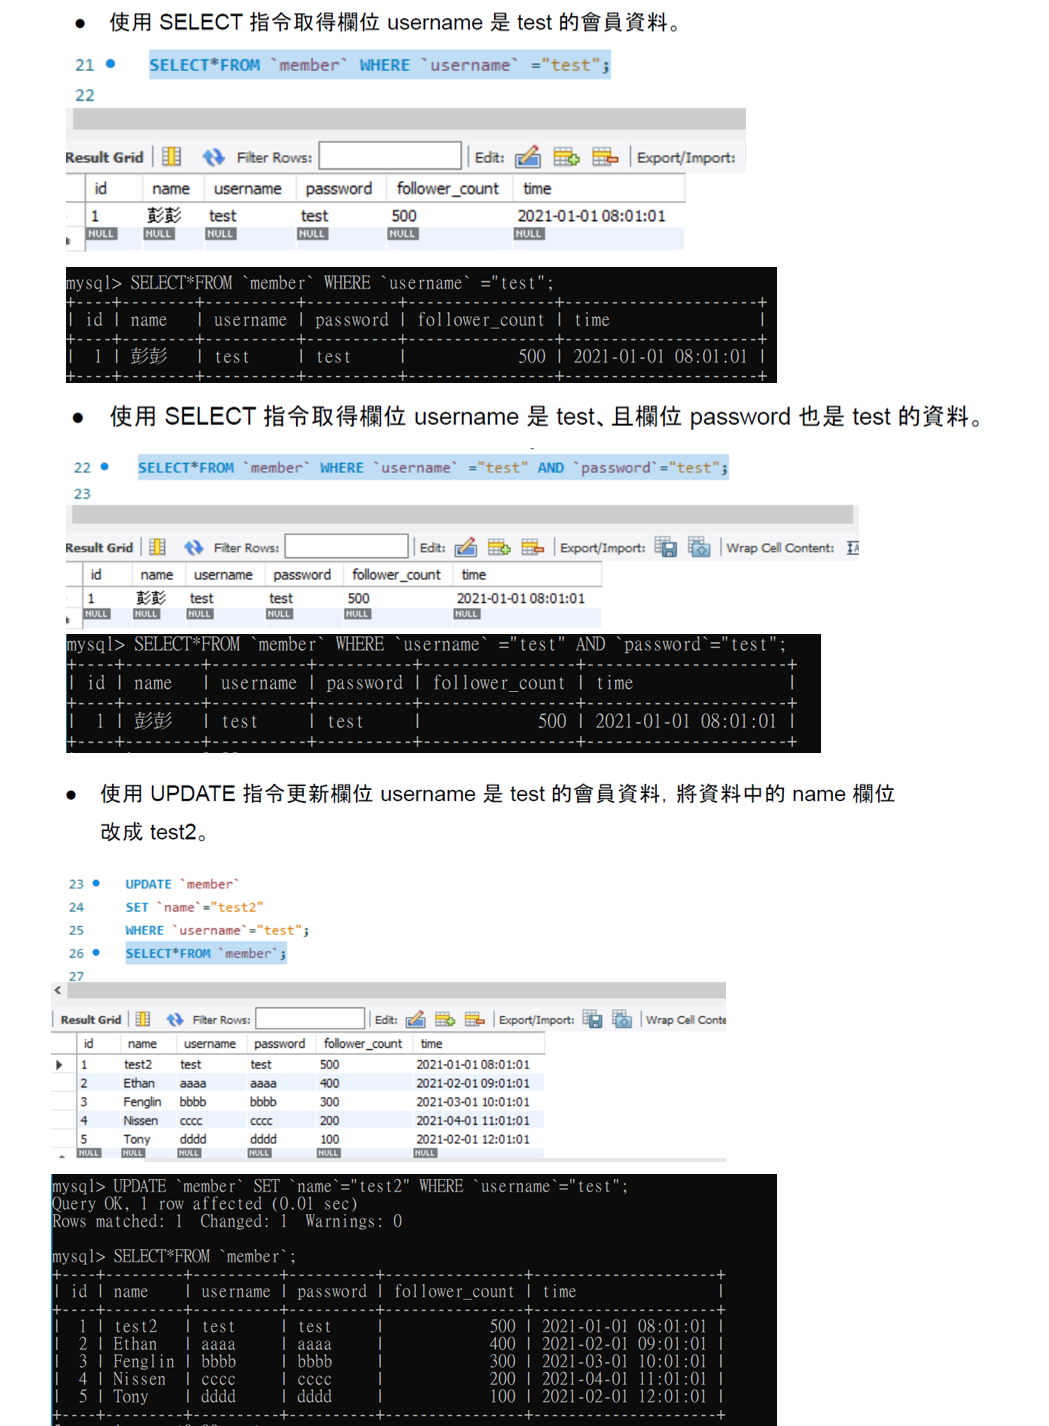 ● 使用 SELECT 指令取得欄位 username 是 test 的會員資料。
21 ● SELECT*FROM `member` WHERE `username` ="test";
22
Result Grid Filter Rows: Edit: Export/Import:
id name username password follower_count time
1 彭彭 test test 500 2021-01-01 08:01:01
NULL NULL NULL NULL NULL NULL
mysql> SELECT*FROM `member` WHERE `username` ="test";
+----+--------+----------+----------+----------------+---------------------+
| id | name | username | password | follower_count | time |
+----+--------+----------+----------+----------------+---------------------+
| 1 | 彭彭 | test | test | 500 | 2021-01-01 08:01:01 |
+----+--------+----------+----------+----------------+---------------------+
● 使用 SELECT 指令取得欄位 username 是 test、且欄位 password 也是 test 的資料。
22 ● SELECT*FROM `member` WHERE `username` ="test" AND `password`="test";
23
Result Grid Filter Rows: Edit: Export/Import: Wrap Cell Content:
id name username password follower_count time
1 彭彭 test test 500 2021-01-01 08:01:01
NULL NULL NULL NULL NULL NULL
mysql> SELECT*FROM `member` WHERE `username` ="test" AND `password`="test";
+----+--------+----------+----------+----------------+---------------------+
| id | name | username | password | follower_count | time |
+----+--------+----------+----------+----------------+---------------------+
| 1 | 彭彭 | test | test | 500 | 2021-01-01 08:01:01 |
+----+--------+----------+----------+----------------+---------------------+
● 使用 UPDATE 指令更新欄位 username 是 test 的會員資料, 將資料中的 name 欄位
改成 test2。
23 ● UPDATE `member`
24 SET `name`="test2"
25 WHERE `username`="test";
26 ● SELECT*FROM `member`;
27
Result Grid Filter Rows: Edit: Export/Import: Wrap Cell Conte
id name username password follower_count time
1 test2 test test 500 2021-01-01 08:01:01
2 Ethan aaaa aaaa 400 2021-02-01 09:01:01
3 Fenglin bbbb bbbb 300 2021-03-01 10:01:01
4 Nissen cccc cccc 200 2021-04-01 11:01:01
5 Tony dddd dddd 100 2021-02-01 12:01:01
NULL NULL NULL NULL NULL NULL
mysql> UPDATE `member` SET `name`="test2" WHERE `username`="test";
Query OK, 1 row affected (0.01 sec)
Rows matched: 1 Changed: 1 Warnings: 0
mysql> SELECT*FROM `member`;
+----+---------+----------+----------+----------------+---------------------+
| id | name | username | password | follower_count | time |
+----+---------+----------+----------+----------------+---------------------+
| 1 | test2 | test | test | 500 | 2021-01-01 08:01:01 |
| 2 | Ethan | aaaa | aaaa | 400 | 2021-02-01 09:01:01 |
| 3 | Fenglin | bbbb | bbbb | 300 | 2021-03-01 10:01:01 |
| 4 | Nissen | cccc | cccc | 200 | 2021-04-01 11:01:01 |
| 5 | Tony | dddd | dddd | 100 | 2021-02-01 12:01:01 |
+----+---------+----------+----------+----------------+---------------------+